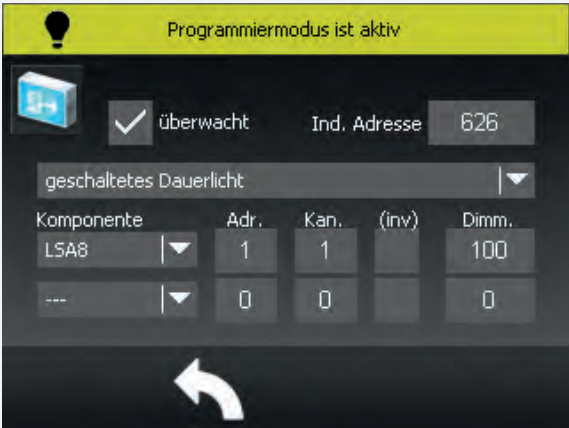 Programmiermodus ist aktiv
überwacht Ind. Adresse 626
geschaltetes Dauerlicht
Komponente Adr. Kan. (inv) Dimm.
LSA8 1 1 100
--- 0 0 0